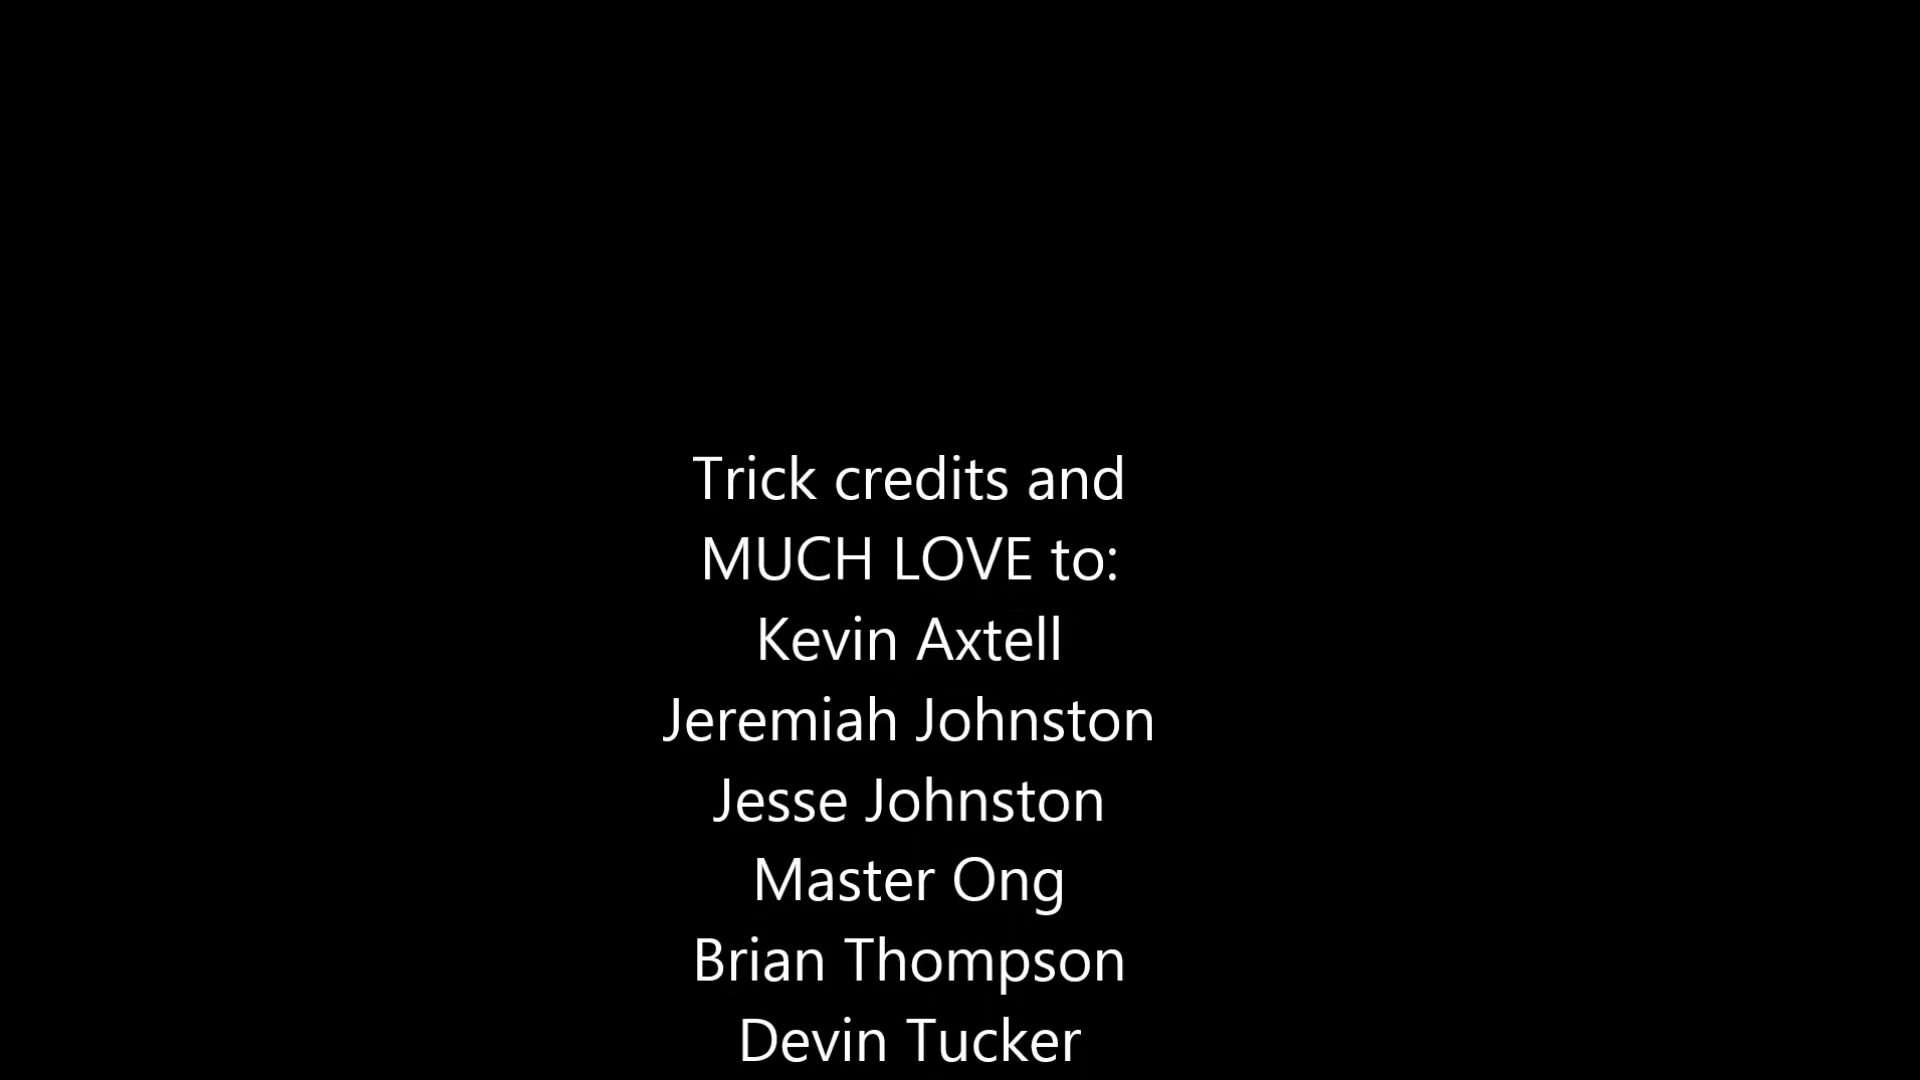 Trick credits and
MUCH LOVE to:
Kevin Axtell
Jeremiah Johnston
Jesse Johnston
Master Ong
Brian Thompson
Devin Tucker